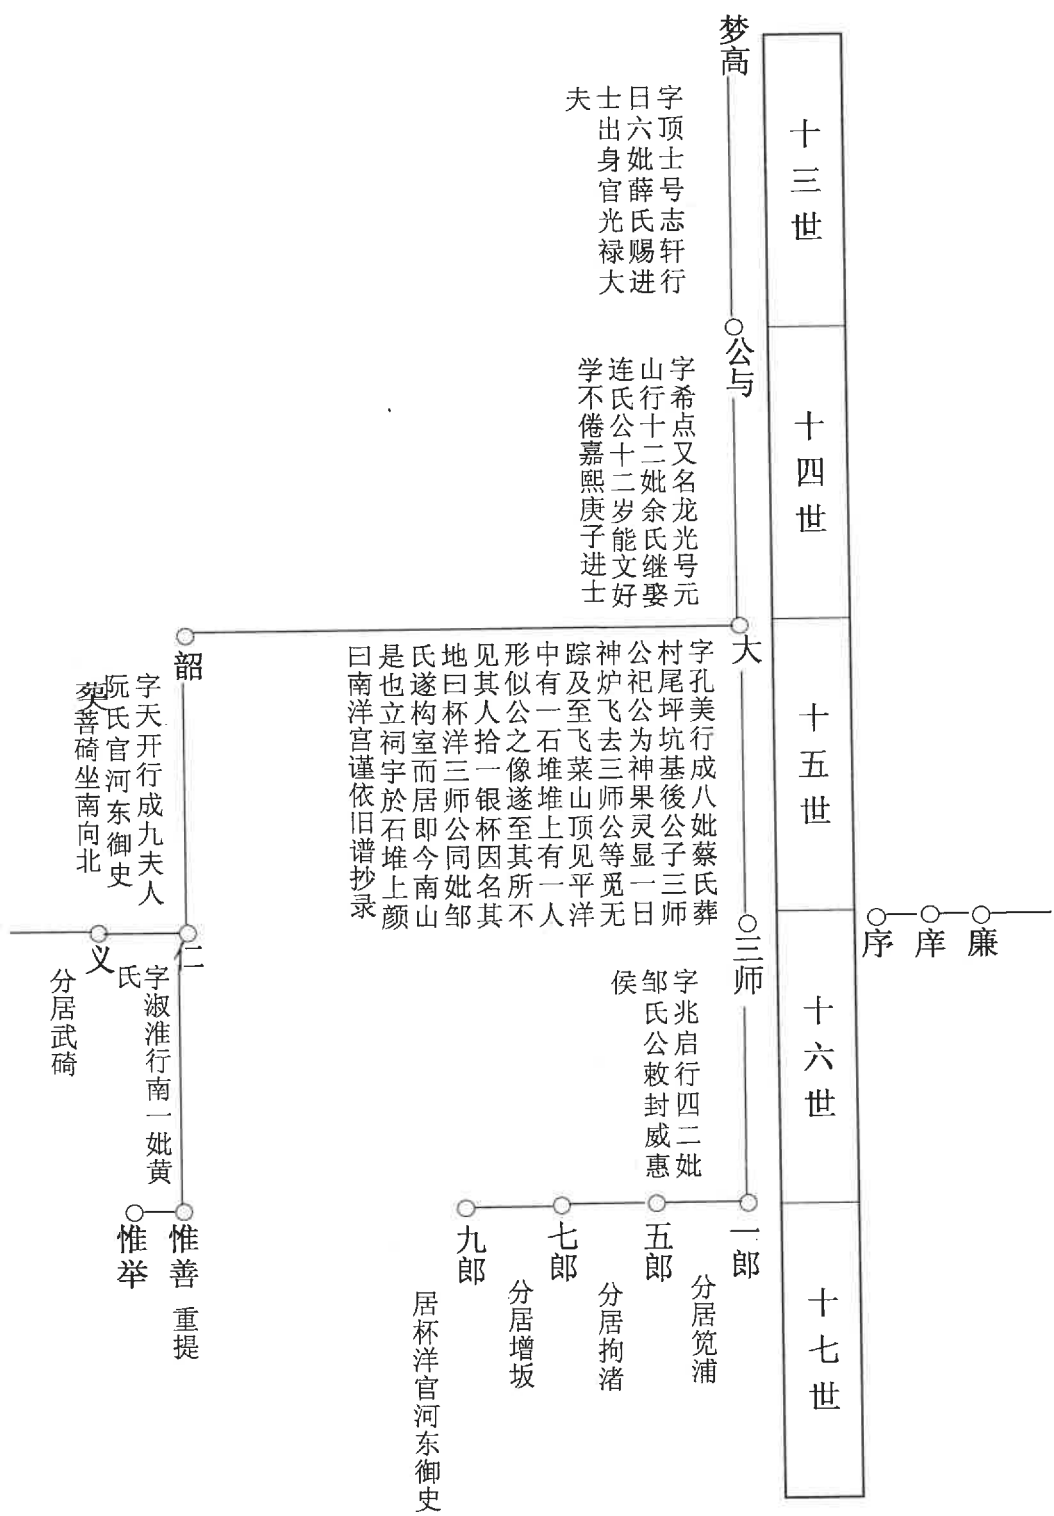 廉
庠
序
十三世
十四世
十五世
十六世
十七世
梦高
字顶士号志轩行
日六妣薛氏赐进
士出身官光禄大
夫
公与
字希点又名龙光号元
山行十二妣余氏继娶
连氏公十二岁能文好
学不倦嘉熙庚子进士
大
字孔美行成八妣蔡氏葬
村尾坪坑基後公子三师
公祀公为神果灵显一日
神炉飞去三师公等觅无
踪及至飞菜山顶见平洋
中有一石堆堆上有一人
形似公之像遂至其所不
见其人拾一银杯因名其
地曰杯洋三师公同妣邹
氏遂构室而居即今南山
是也立祠宇於石堆上颜
曰南洋宫谨依旧谱抄录
韶
字天开行成九夫人
阮氏官河东御史
葬菩碕坐南向北
三师
字兆启行四二妣
邹氏公敕封威惠
侯
仁
字淑淮行南一妣黄
氏
义
分居武碕
一郎
分居笕浦
五郎
分居拘渚
七郎
分居增坂
九郎
居杯洋官河东御史
惟善
重提
惟举